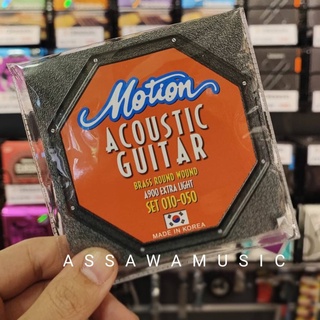 Motion
ACOUSTIC
GUITAR
BRASS ROUND WOUND
A900 EXTRA LIGHT
SET 010-050
MADE IN KOREA
ASSAWAMUSIC